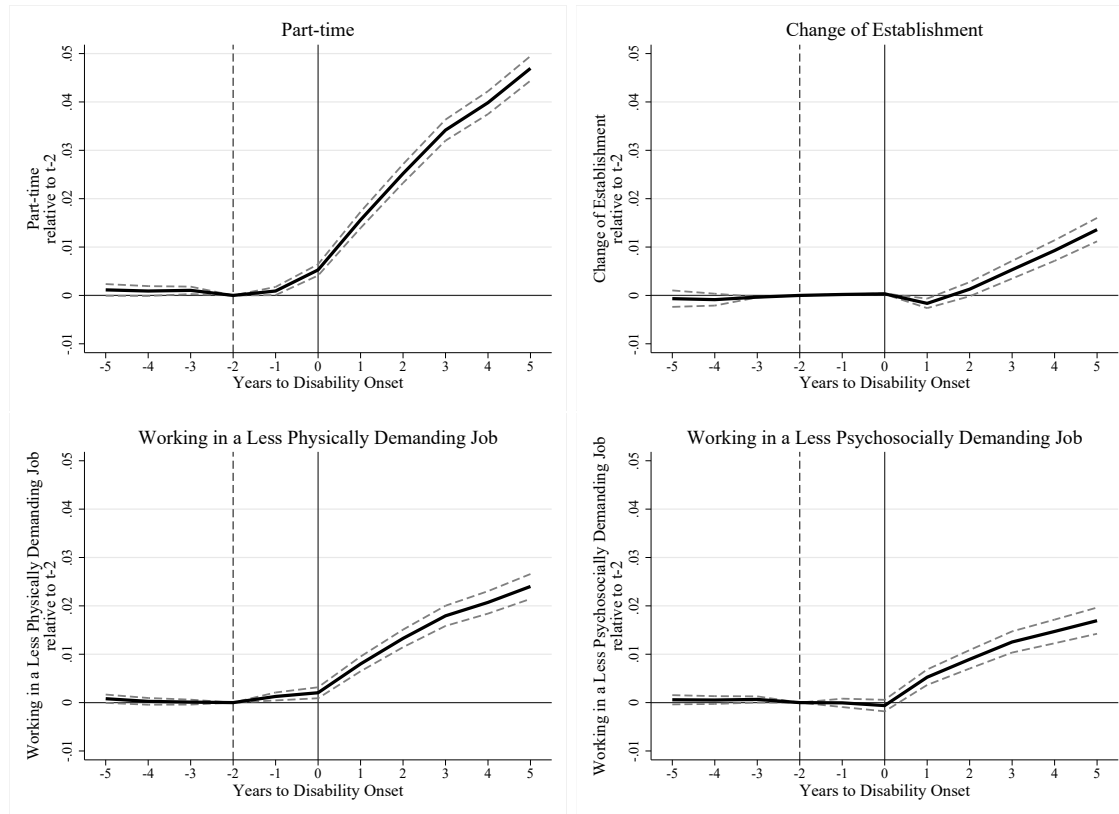 Part-time
Part-time
relative to t-2
.05
.04
.03
.02
.01
0
-.01
-5 -4 -3 -2 -1 0 1 2 3 4 5
Years to Disability Onset
Change of Establishment
Change of Establishment
relative to t-2
.05
.04
.03
.02
.01
0
-.01
-5 -4 -3 -2 -1 0 1 2 3 4 5
Years to Disability Onset
Working in a Less Physically Demanding Job
Working in a Less Physically Demanding Job
relative to t-2
.05
.04
.03
.02
.01
0
-.01
-5 -4 -3 -2 -1 0 1 2 3 4 5
Years to Disability Onset
Working in a Less Psychosocially Demanding Job
Working in a Less Psychosocially Demanding Job
relative to t-2
.05
.04
.03
.02
.01
0
-.01
-5 -4 -3 -2 -1 0 1 2 3 4 5
Years to Disability Onset